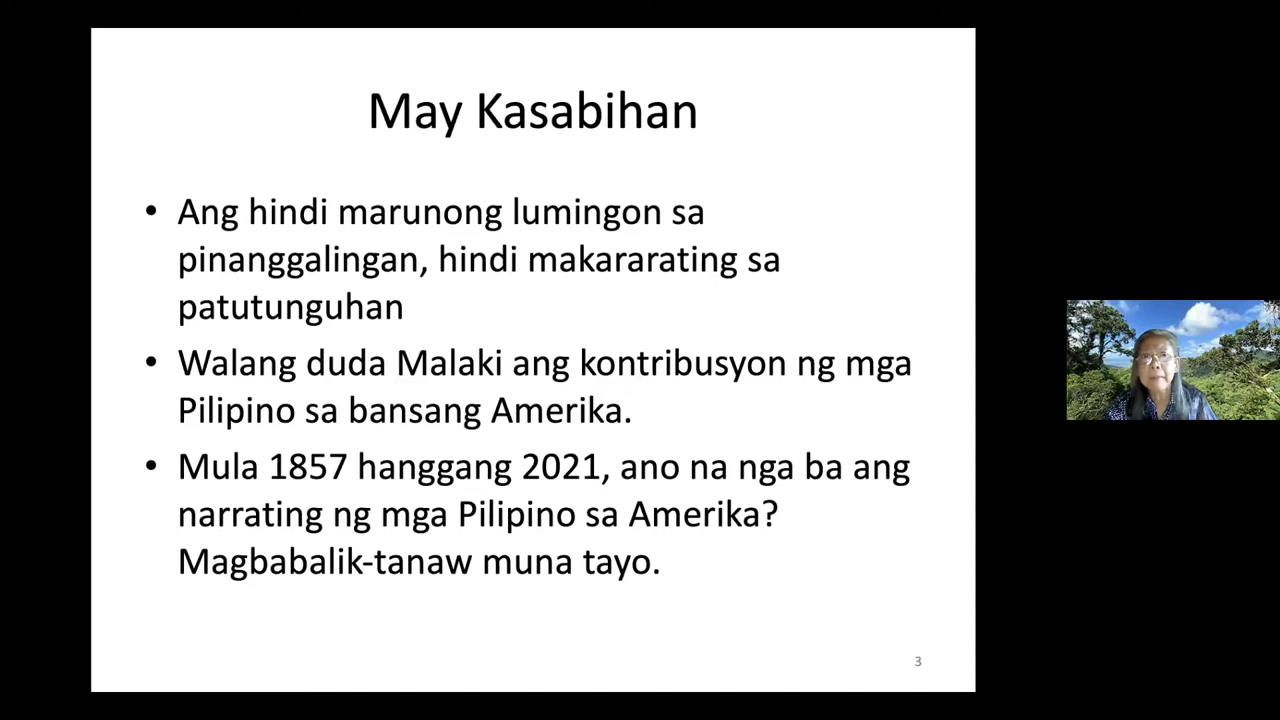 May Kasabihan
• Ang hindi marunong lumingon sa
pinanggalingan, hindi makararating sa
patutunguhan
• Walang duda Malaki ang kontribusyon ng mga
Pilipino sa bansang Amerika.
• Mula 1857 hanggang 2021, ano na nga ba ang
narrating ng mga Pilipino sa Amerika?
Magbabalik-tanaw muna tayo.
3